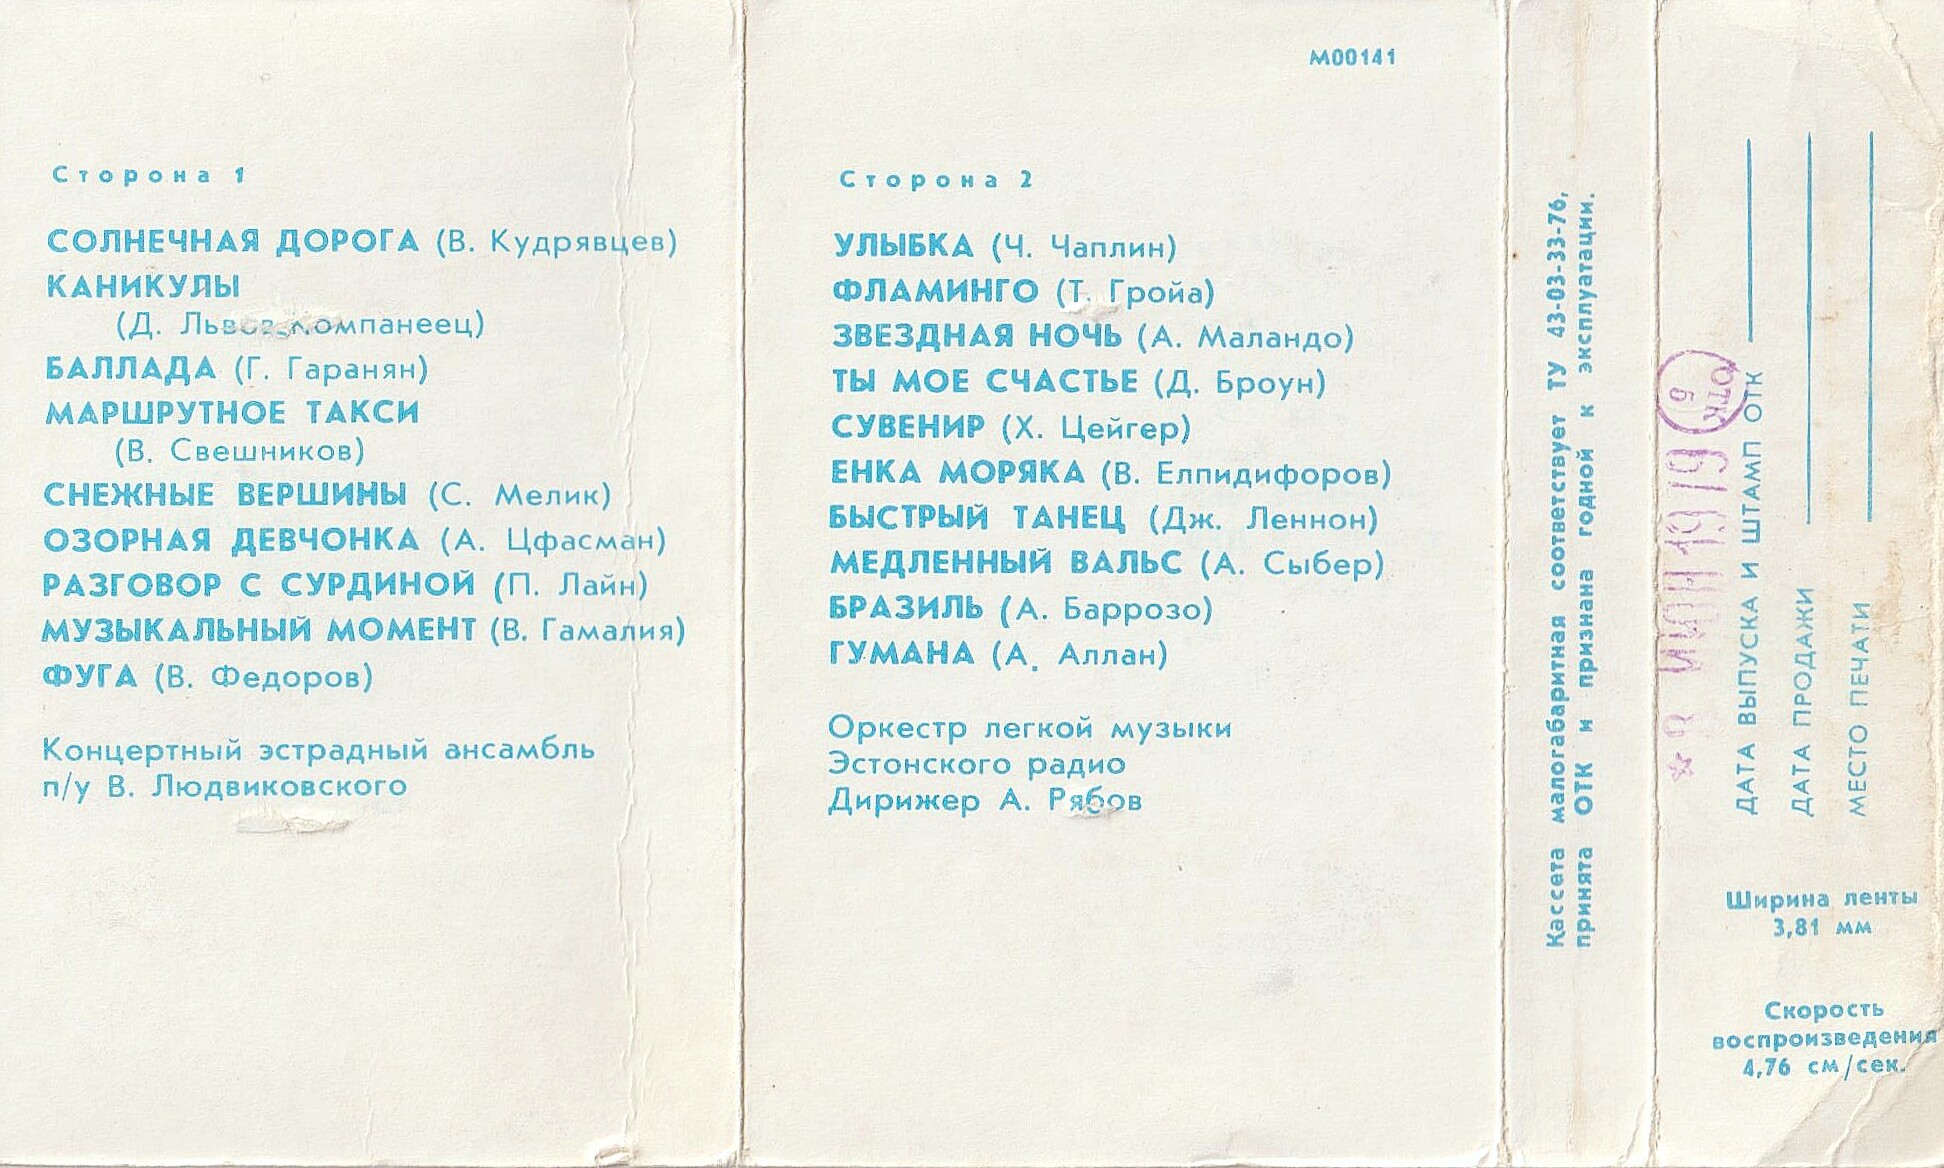 Сторона 1
СОЛНЕЧНАЯ ДОРОГА (В. Кудрявцев)
КАНИКУЛЫ
(Д. Львов-Компанеец)
БАЛЛАДА (Г. Гаранян)
МАРШРУТНОЕ ТАКСИ
(В. Свешников)
СНЕЖНЫЕ ВЕРШИНЫ (С. Мелик)
ОЗОРНАЯ ДЕВЧОНКА (А. Цфасман)
РАЗГОВОР С СУРДИНОЙ (П. Лайн)
МУЗЫКАЛЬНЫЙ МОМЕНТ (В. Гамалия)
ФУГА (В. Федоров)
Концертный эстрадный ансамбль
п/у В. Людвиковского
М00141
Сторона 2
УЛЫБКА (Ч. Чаплин)
ФЛАМИНГО (Т. Гройа)
ЗВЕЗДНАЯ НОЧЬ (А. Маландо)
ТЫ МОЕ СЧАСТЬЕ (Д. Броун)
СУВЕНИР (Х. Цейгер)
ЕНКА МОРЯКА (В. Елпидифоров)
БЫСТРЫЙ ТАНЕЦ (Дж. Леннон)
МЕДЛЕННЫЙ ВАЛЬС (А. Сыбер)
БРАЗИЛЬ (А. Баррозо)
ГУМАНА (А. Аллан)
Оркестр легкой музыки
Эстонского радио
Дирижер А. Рябов
Кассета малогабаритная соответствует ТУ 43-03-33-76,
принята ОТК и признана годной к эксплуатации.
ОТК
6
ДАТА ВЫПУСКА И ШТАМП ОТК
ДАТА ПРОДАЖИ
МЕСТО ПЕЧАТИ
Ширина ленты
3,81 мм
Скорость
воспроизведения
4,76 см/сек.